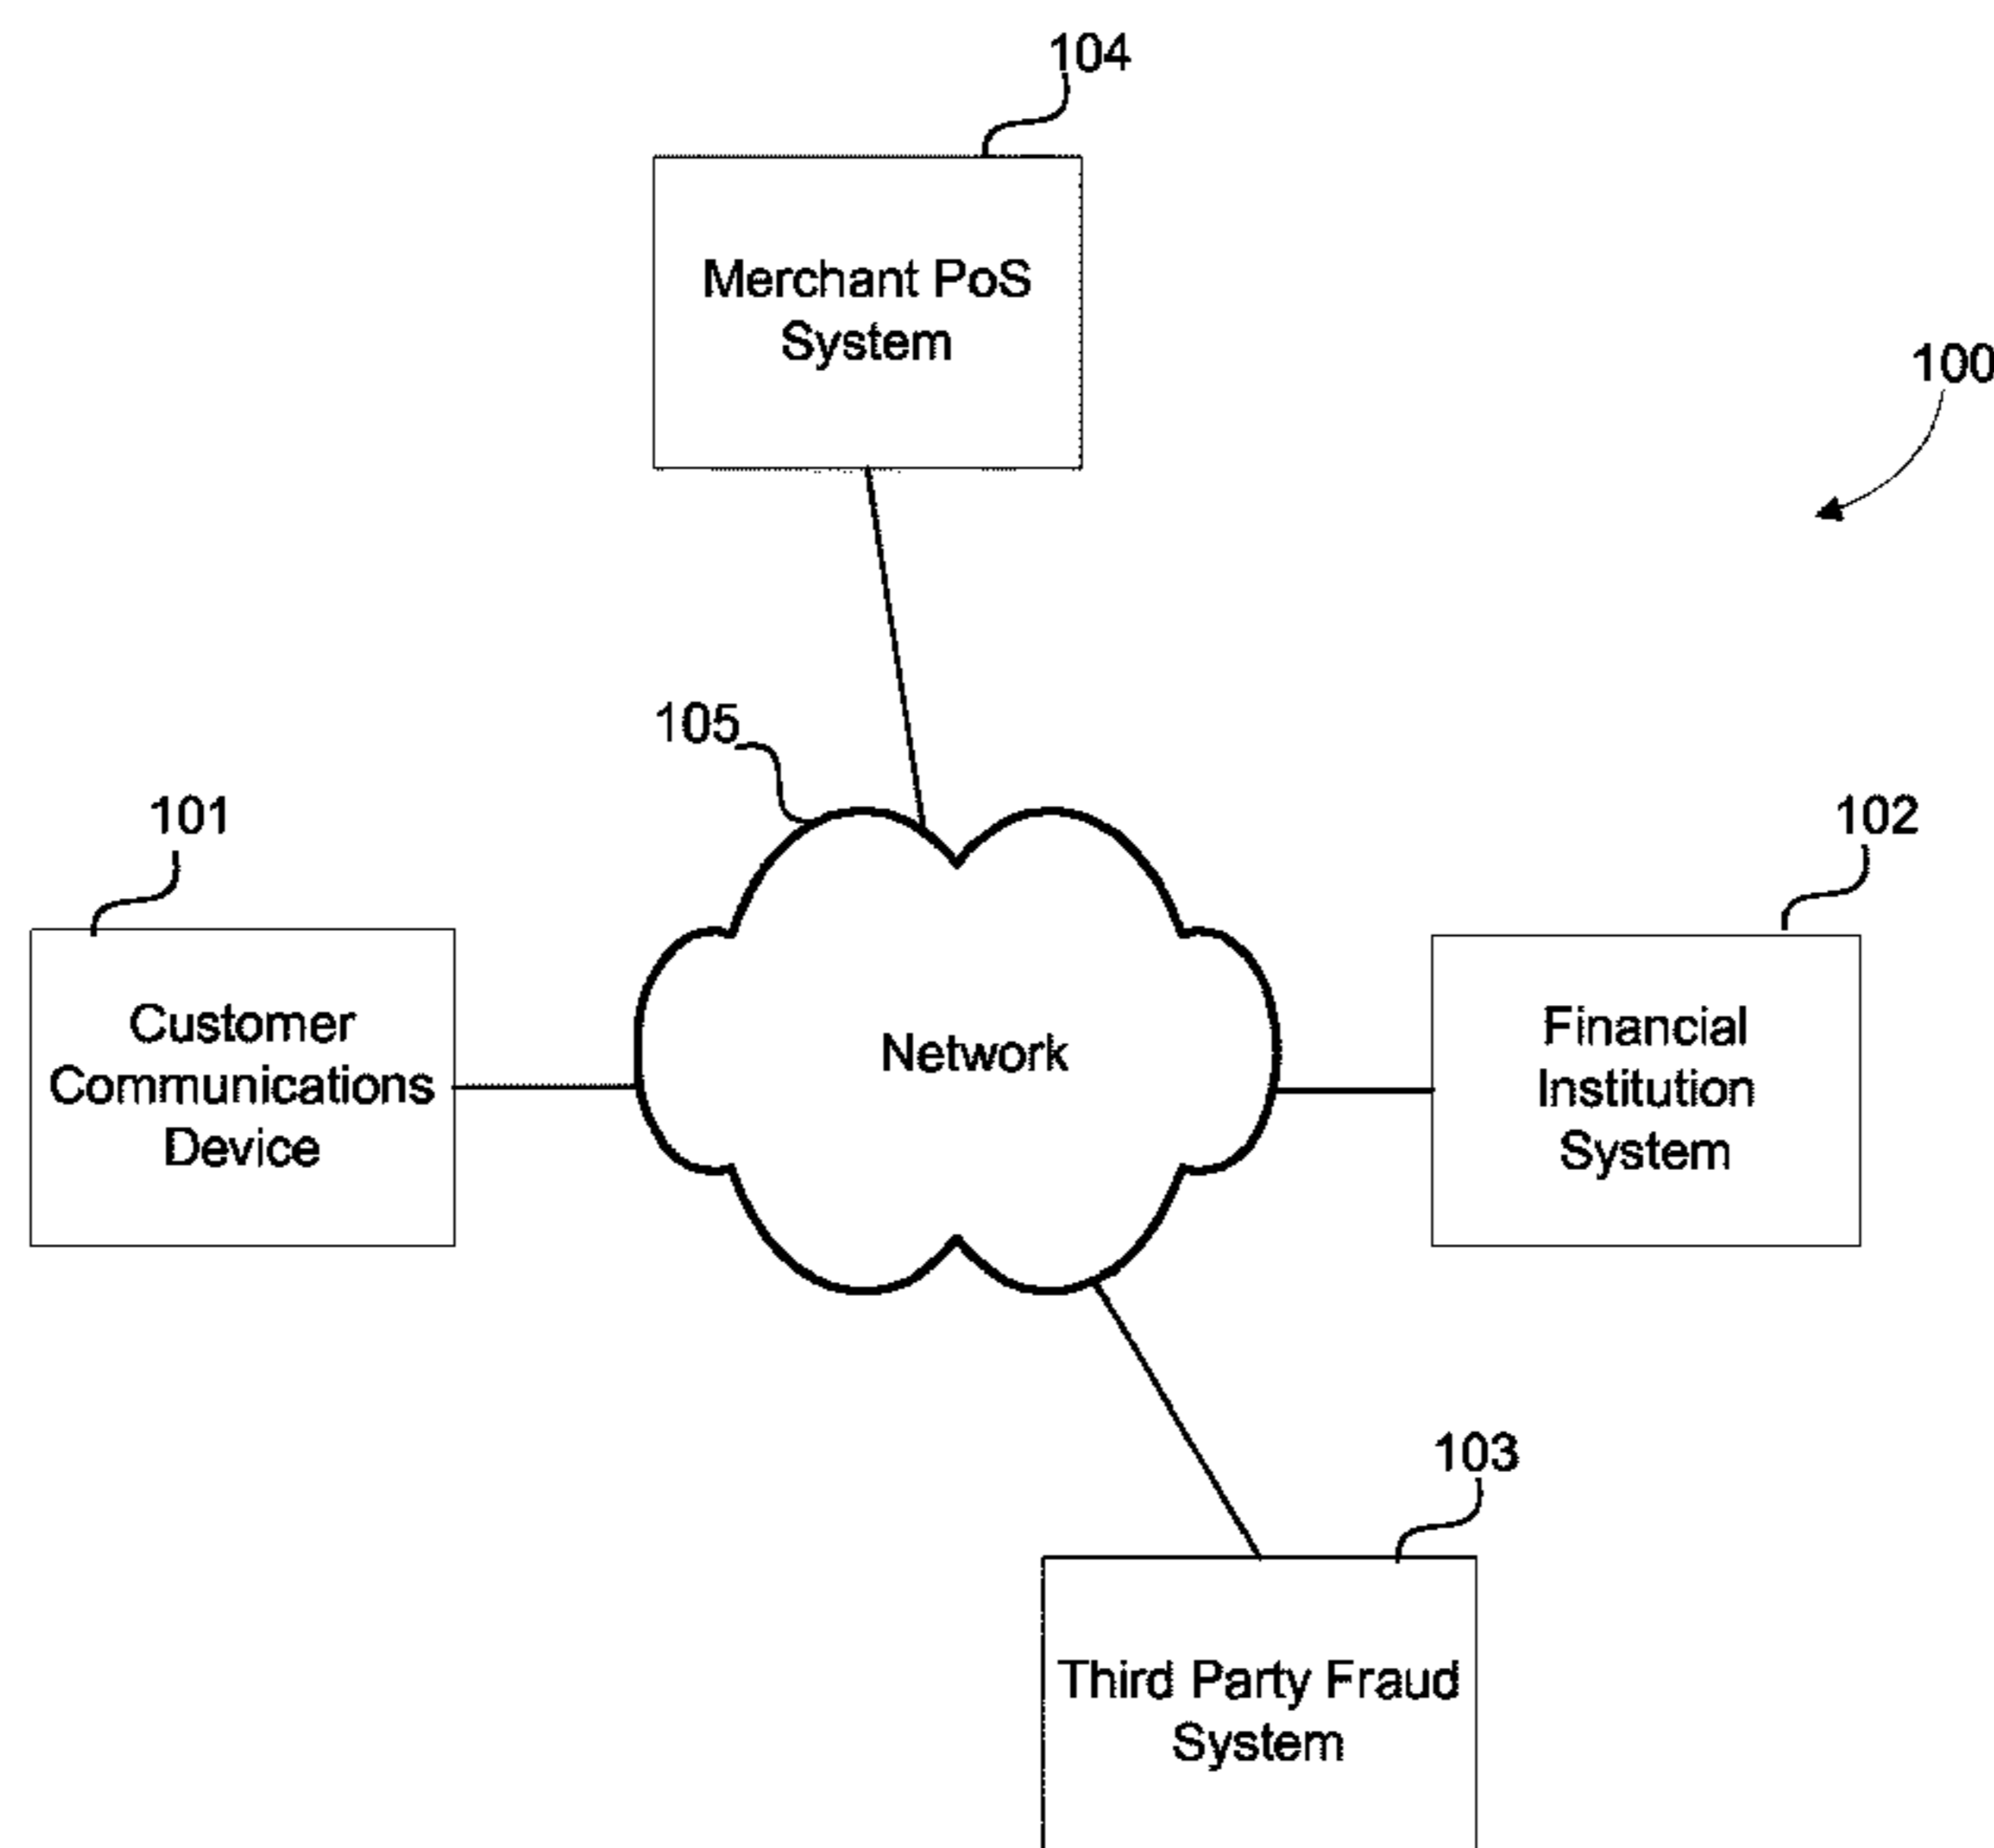 104
Merchant PoS
System
100
105
101
102
Customer
Communications
Device
Network
Financial
Institution
System
103
Third Party Fraud
System